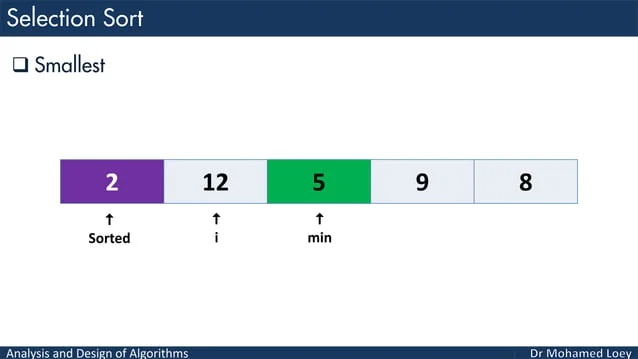 Selection Sort
❑ Smallest
2 12 5 9 8
↑ ↑ ↑
Sorted i min
Analysis and Design of Algorithms Dr Mohamed Loey